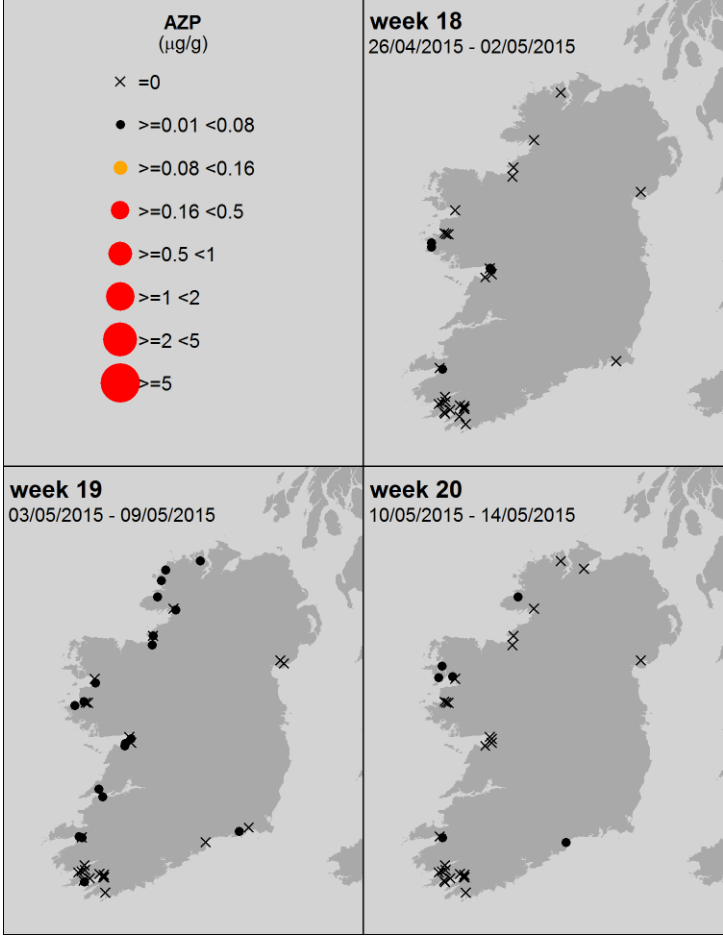 AZP
(µg/g)
=0
>=0.01 <0.08
>=0.08 <0.16
>=0.16 <0.5
>=0.5 <1
>=1 <2
>=2 <5
>=5
week 18
26/04/2015 - 02/05/2015
week 19
03/05/2015 - 09/05/2015
week 20
10/05/2015 - 14/05/2015